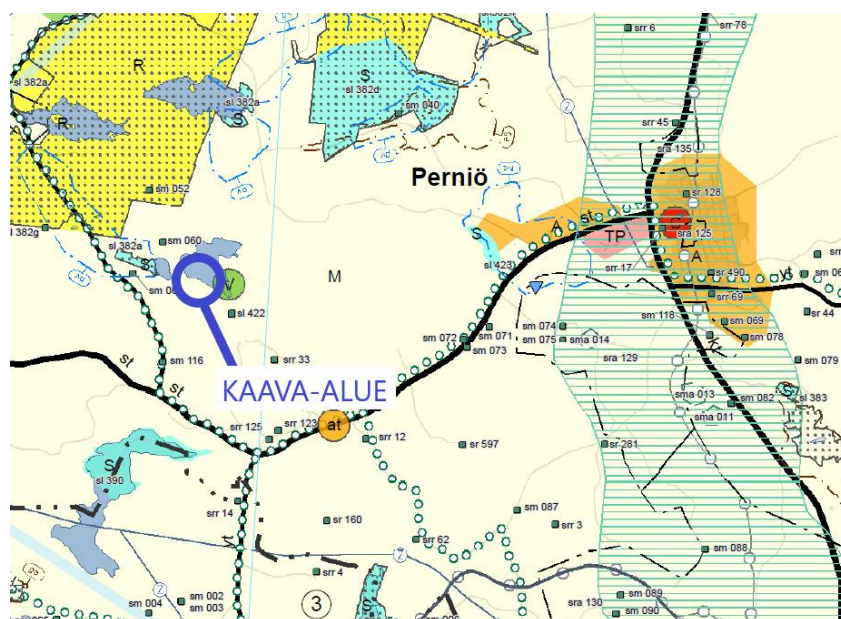 srr 6
srr 78
R
sl 382a
sl 382a
S
S
sl 382d
sm 040
R
srr 45
sra 135
Perniö
sm 052
sr 128
sl 382g
A
st
S
TP
sra 125
A
sm 060
sl 382a
S
sl 423
srr 17
sr 490
yt
V
M
srr 69
sr 44
sl 422
sm 118
sm 069
sm 072
sm 071
sm 074
sm 078
sm 073
sm 075
sma 014
st
st
sm 116
srr 33
sra 129
sm 079
KAAVA-ALUE
sma 013
sm 082
sl 383
sma 011
srr 125
srr 123
at
srr 12
sr 597
sr 281
S
sl 390
srr 14
sr 160
sm 087
srr 3
yt
srr 62
sm 088
srr 4
sm 002
sm 003
sm 004
3
S
sm 089
sra 130
sm 090